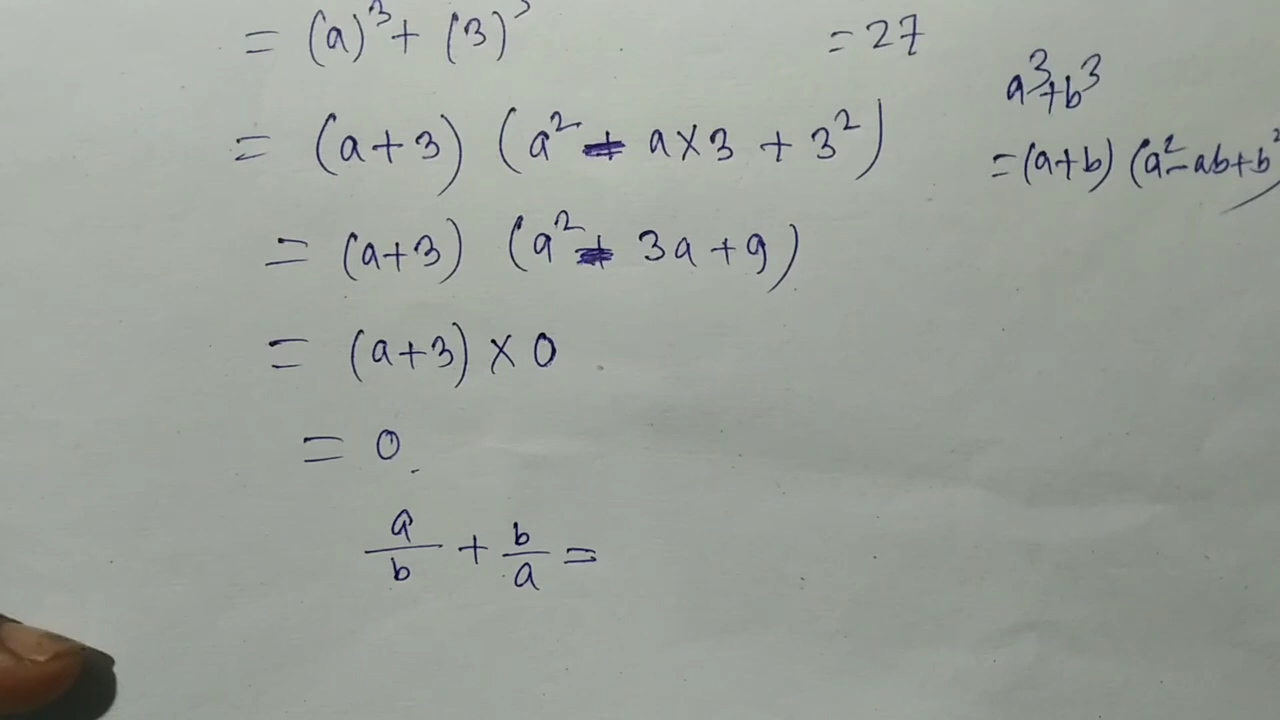 = (a)³ + (3)³
= 27
a³+b³
= (a+3) (a² - a×3 + 3²)
= (a+b) (a²-ab+b²)
= (a+3) (a² - 3a + 9)
= (a+3) × 0
= 0.
a/b + b/a =